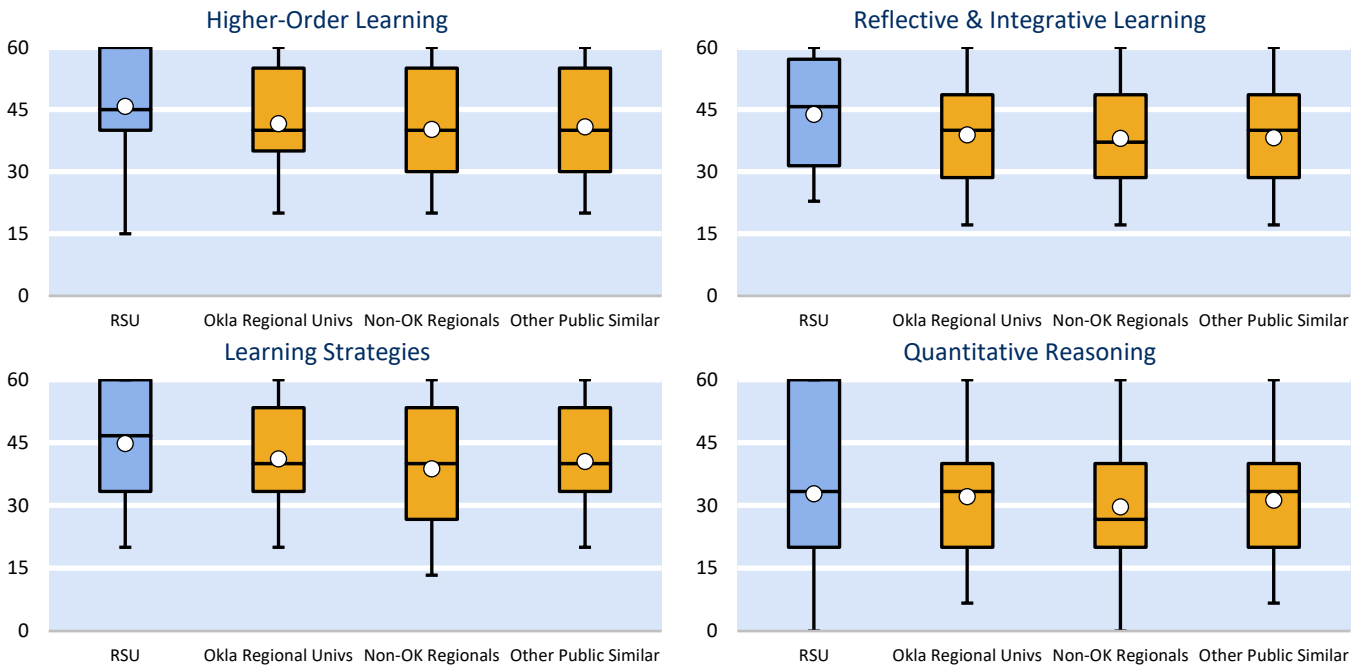 Higher-Order Learning
60
45
30
15
0
RSU Okla Regional Univs Non-OK Regionals Other Public Similar
Reflective & Integrative Learning
60
45
30
15
0
RSU Okla Regional Univs Non-OK Regionals Other Public Similar
Learning Strategies
60
45
30
15
0
RSU Okla Regional Univs Non-OK Regionals Other Public Similar
Quantitative Reasoning
60
45
30
15
0
RSU Okla Regional Univs Non-OK Regionals Other Public Similar